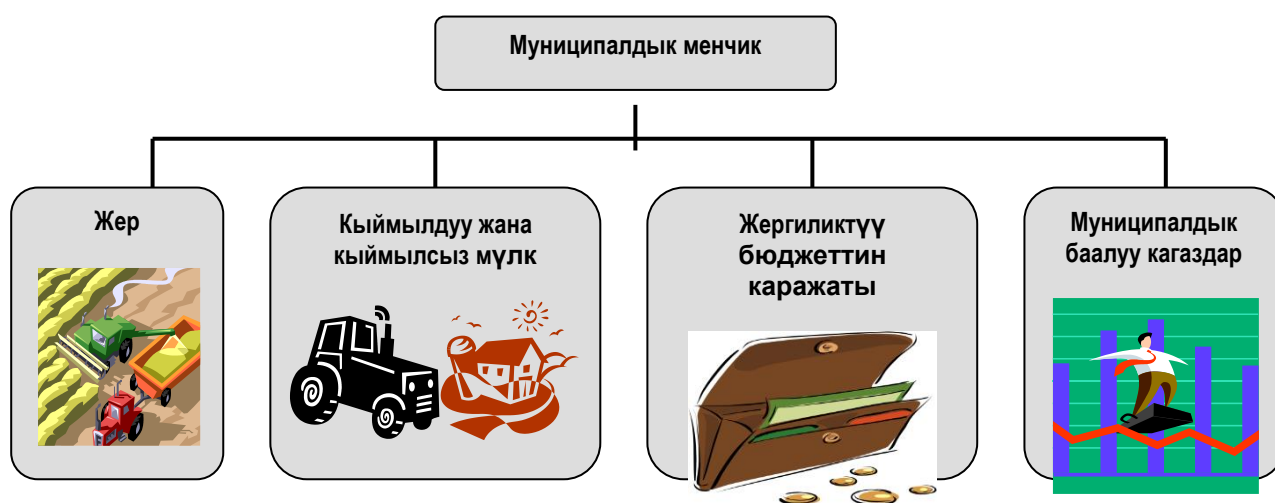 Муниципалдык менчик
Жер
Кыймылдуу жана
кыймылсыз мүлк
Жергиликтүү
бюджеттин
каражаты
Муниципалдык
баалуу кагаздар